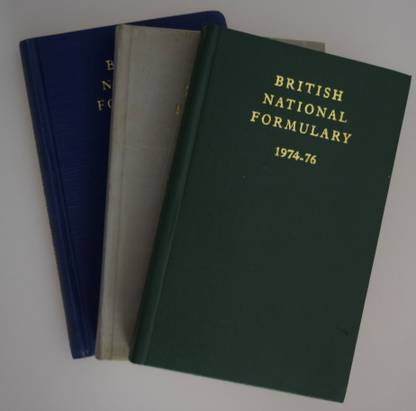 BRITISH
NATIONAL
FORMULARY
1974-76